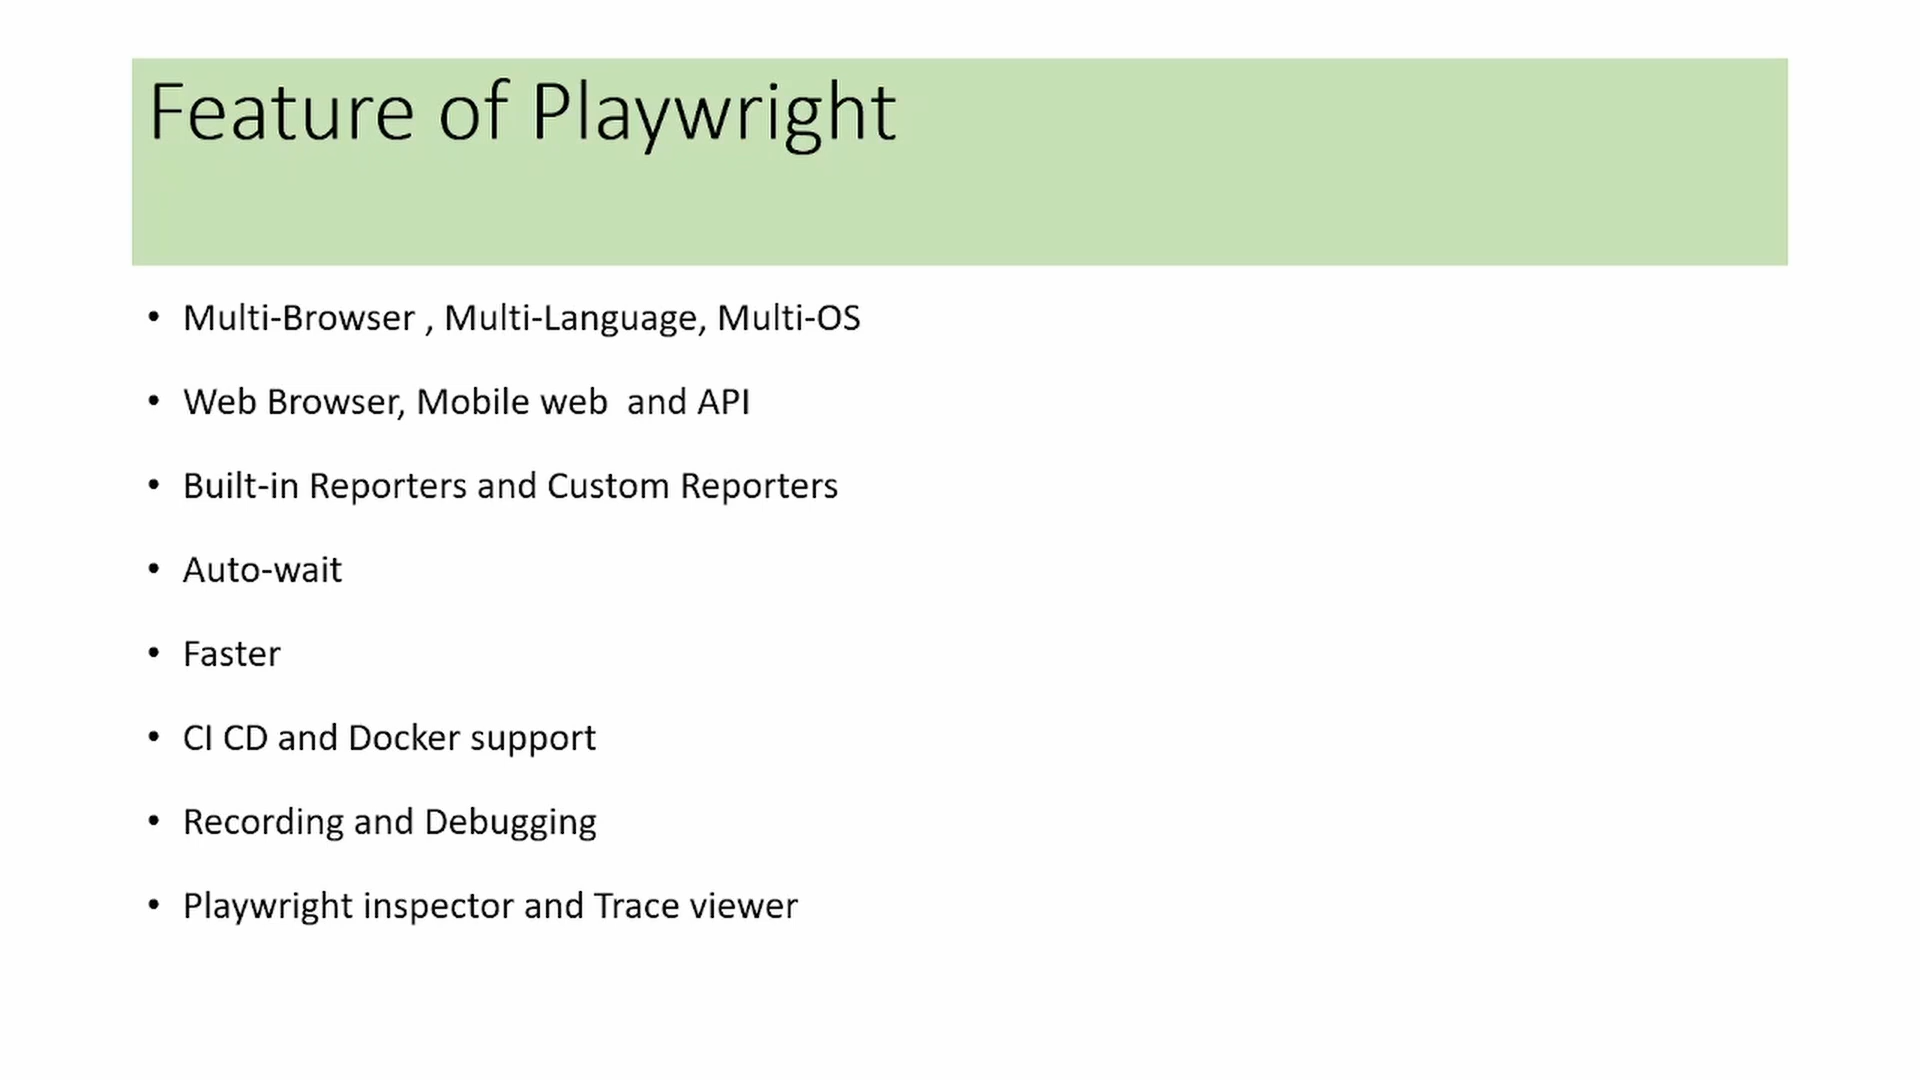 Feature of Playwright
• Multi-Browser , Multi-Language, Multi-OS
• Web Browser, Mobile web  and API
• Built-in Reporters and Custom Reporters
• Auto-wait
• Faster
• CI CD and Docker support
• Recording and Debugging
• Playwright inspector and Trace viewer